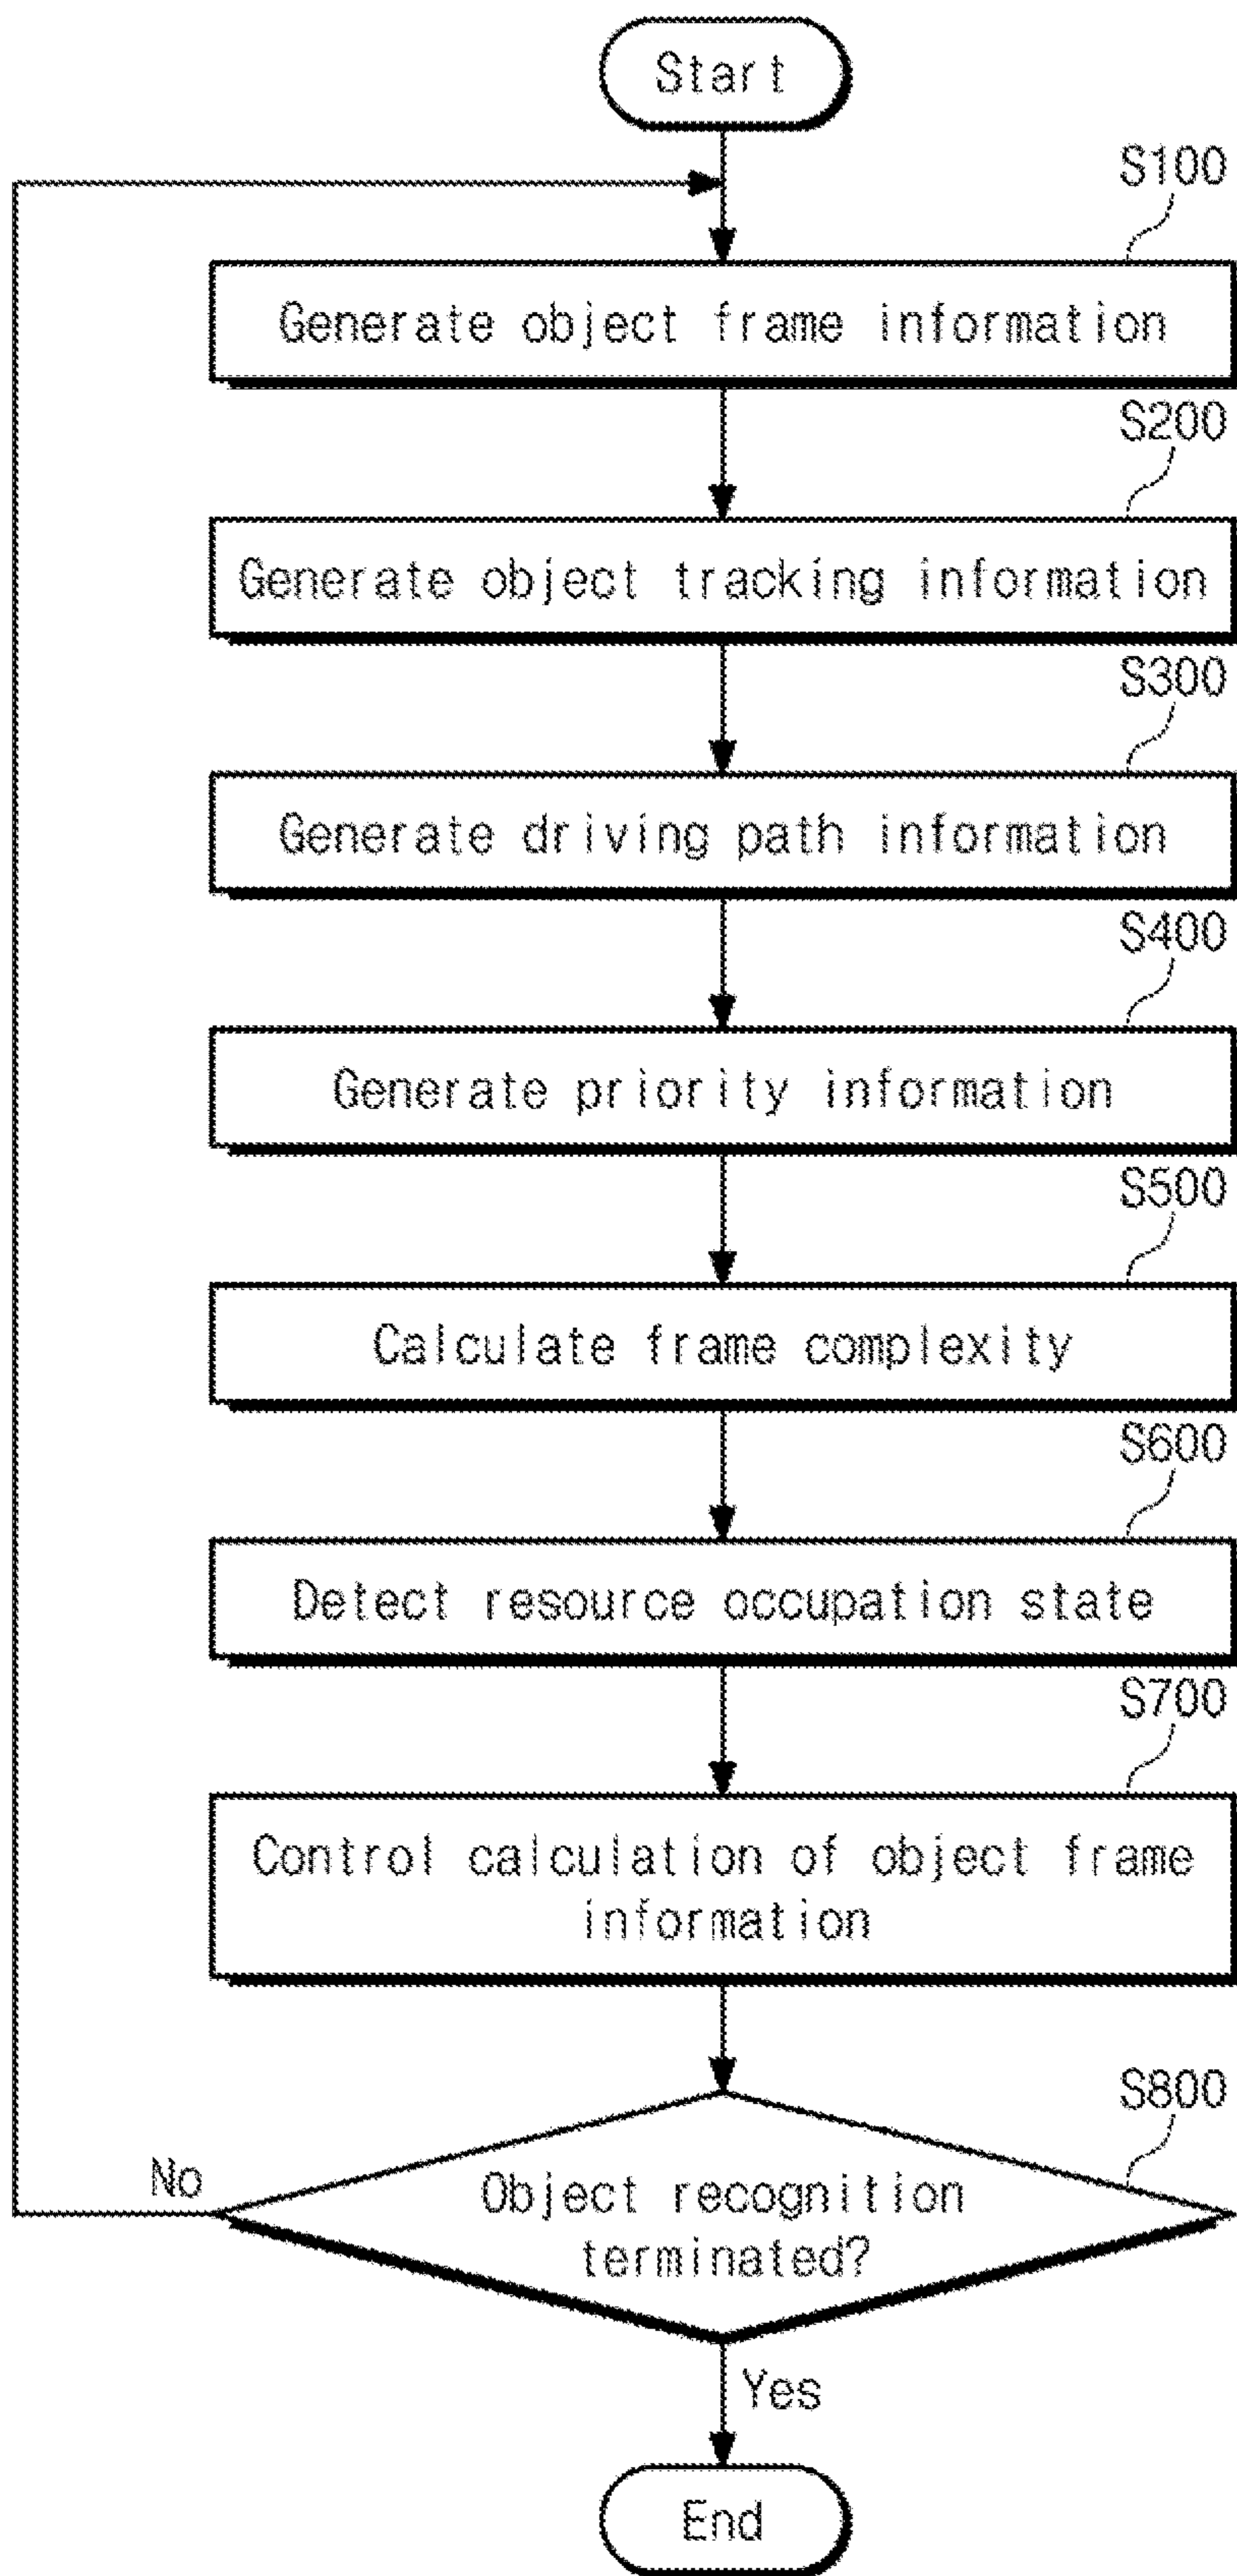 Start
S100
Generate object frame information
S200
Generate object tracking information
S300
Generate driving path information
S400
Generate priority information
S500
Calculate frame complexity
S600
Detect resource occupation state
S700
Control calculation of object frame
information
S800
No
Object recognition
terminated?
Yes
End